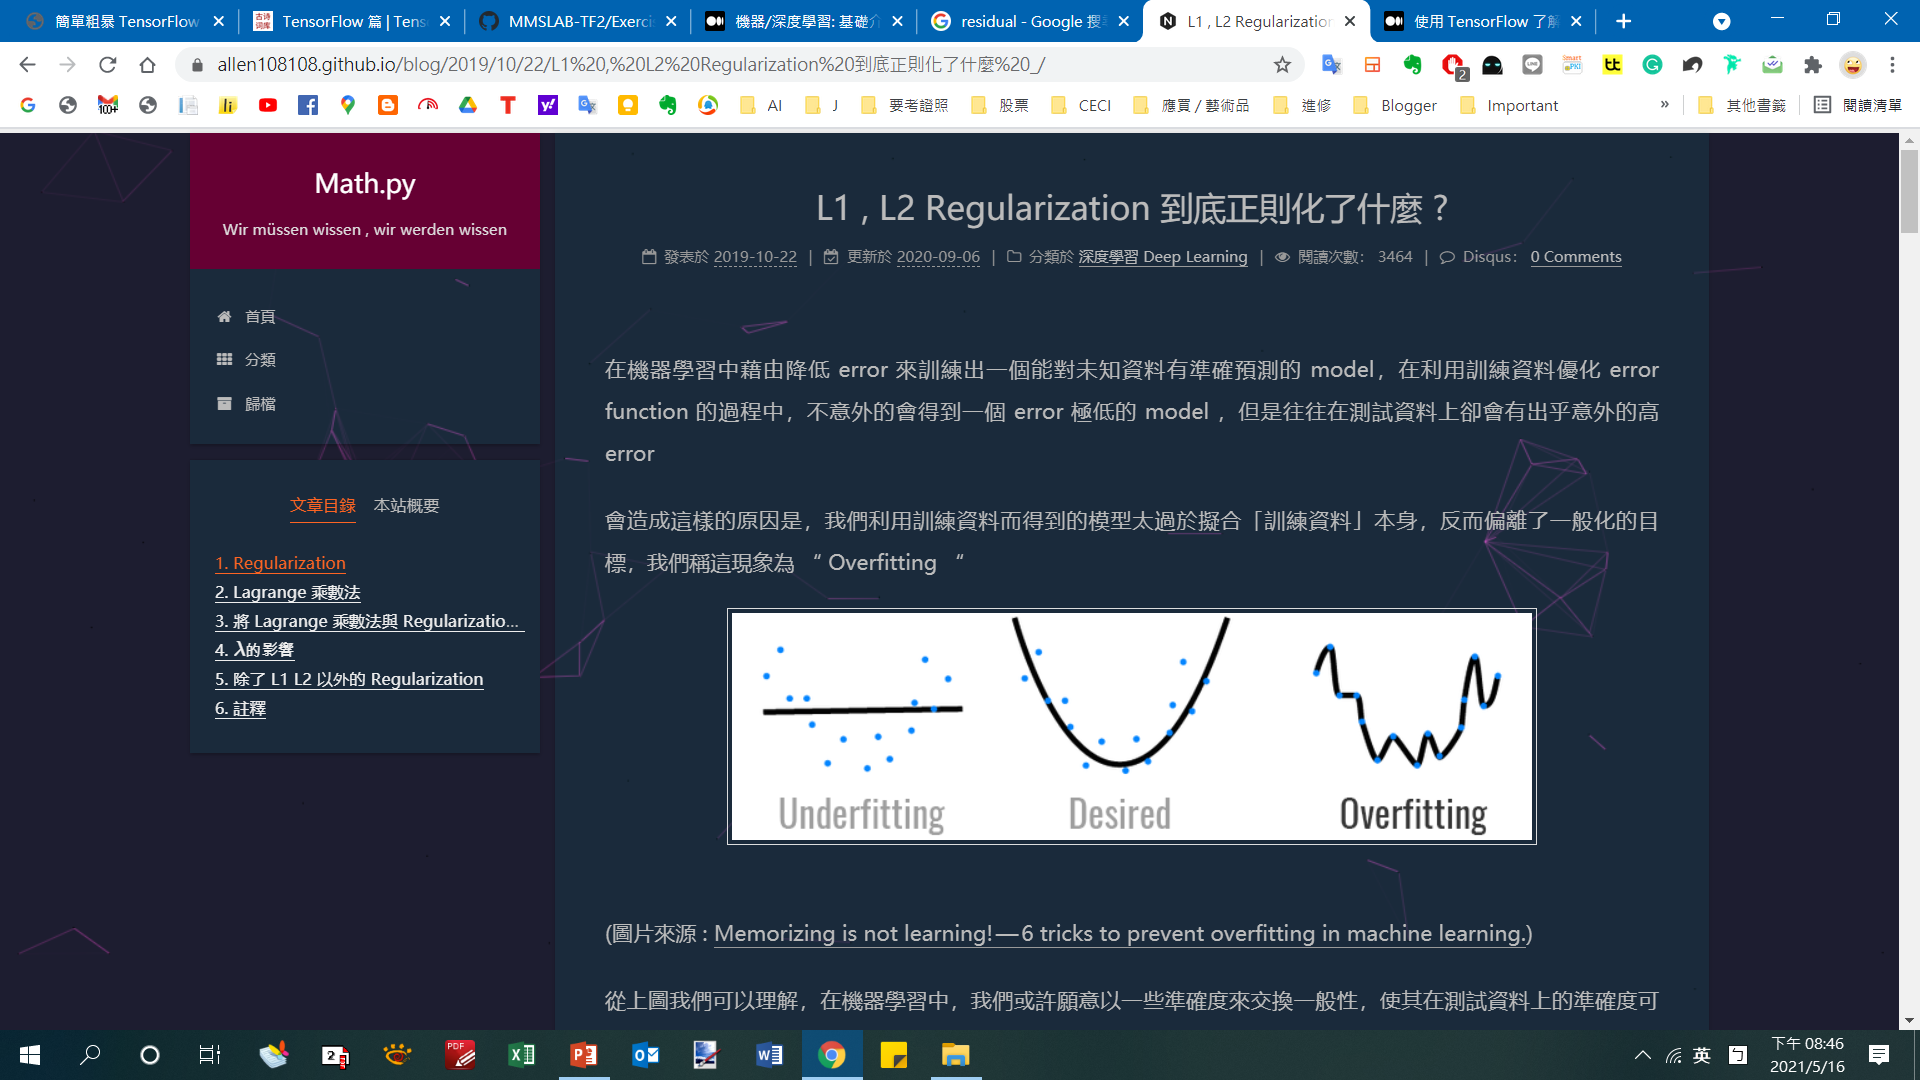 簡單粗暴 TensorFlow
TensorFlow 篇 | Tens
MMSLAB-TF2/Exerci
機器/深度學習: 基礎介
residual - Google 搜尋
L1 , L2 Regularization
使用 TensorFlow 了解
allen108108.github.io/blog/2019/10/22/L1%20,%20L2%20Regularization%20到底正則化了什麼%20_/
AI
J
要考證照
股票
CECI
應買 / 藝術品
進修
Blogger
Important
»
其他書籤
閱讀清單
Math.py
Wir müssen wissen , wir werden wissen
首頁
分類
歸檔
文章目錄 本站概要
1. Regularization
2. Lagrange 乘數法
3. 將 Lagrange 乘數法與 Regularizatio...
4. λ的影響
5. 除了 L1 L2 以外的 Regularization
6. 註釋
L1 , L2 Regularization 到底正則化了什麼 ?
發表於 2019-10-22 | 更新於 2020-09-06 | 分類於 深度學習 Deep Learning | 閱讀次數: 3464 | Disqus: 0 Comments
在機器學習中藉由降低 error 來訓練出一個能對未知資料有準確預測的 model，在利用訓練資料優化 error
function 的過程中，不意外的會得到一個 error 極低的 model ，但是往往在測試資料上卻會有出乎意外的高
error
會造成這樣的原因是，我們利用訓練資料而得到的模型太過於擬合「訓練資料」本身，反而偏離了一般化的目
標，我們稱這現象為 “ Overfitting “
Underfitting
Desired
Overfitting
(圖片來源 : Memorizing is not learning! — 6 tricks to prevent overfitting in machine learning.)
從上圖我們可以理解，在機器學習中，我們或許願意以一些準確度來交換一般性，使其在測試資料上的準確度可
英
下午 08:46
2021/5/16